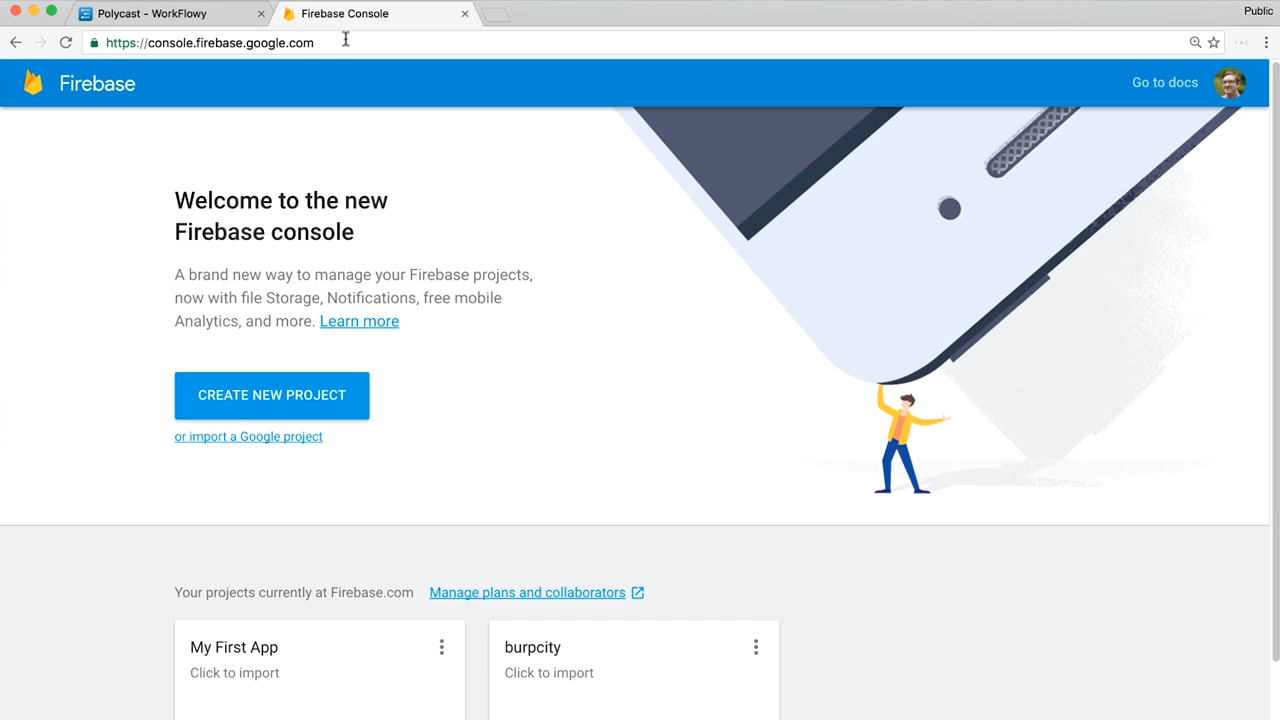 Polycast - WorkFlowy
Firebase Console
Public
https://console.firebase.google.com
Firebase
Go to docs
Welcome to the new
Firebase console
A brand new way to manage your Firebase projects,
now with file Storage, Notifications, free mobile
Analytics, and more. Learn more
CREATE NEW PROJECT
or import a Google project
Your projects currently at Firebase.com Manage plans and collaborators
My First App
Click to import
burpcity
Click to import